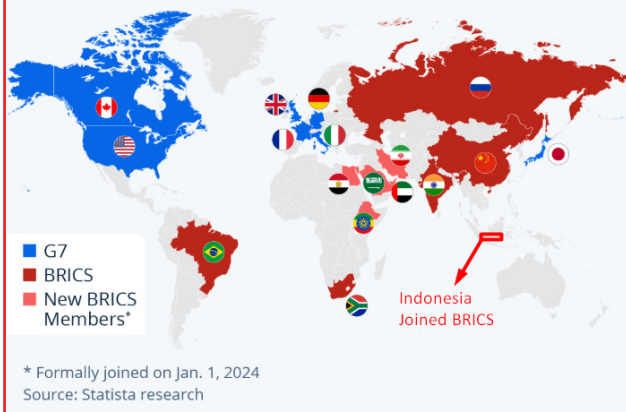 G7
BRICS
New BRICS
Members*
Indonesia
Joined BRICS
* Formally joined on Jan. 1, 2024
Source: Statista research